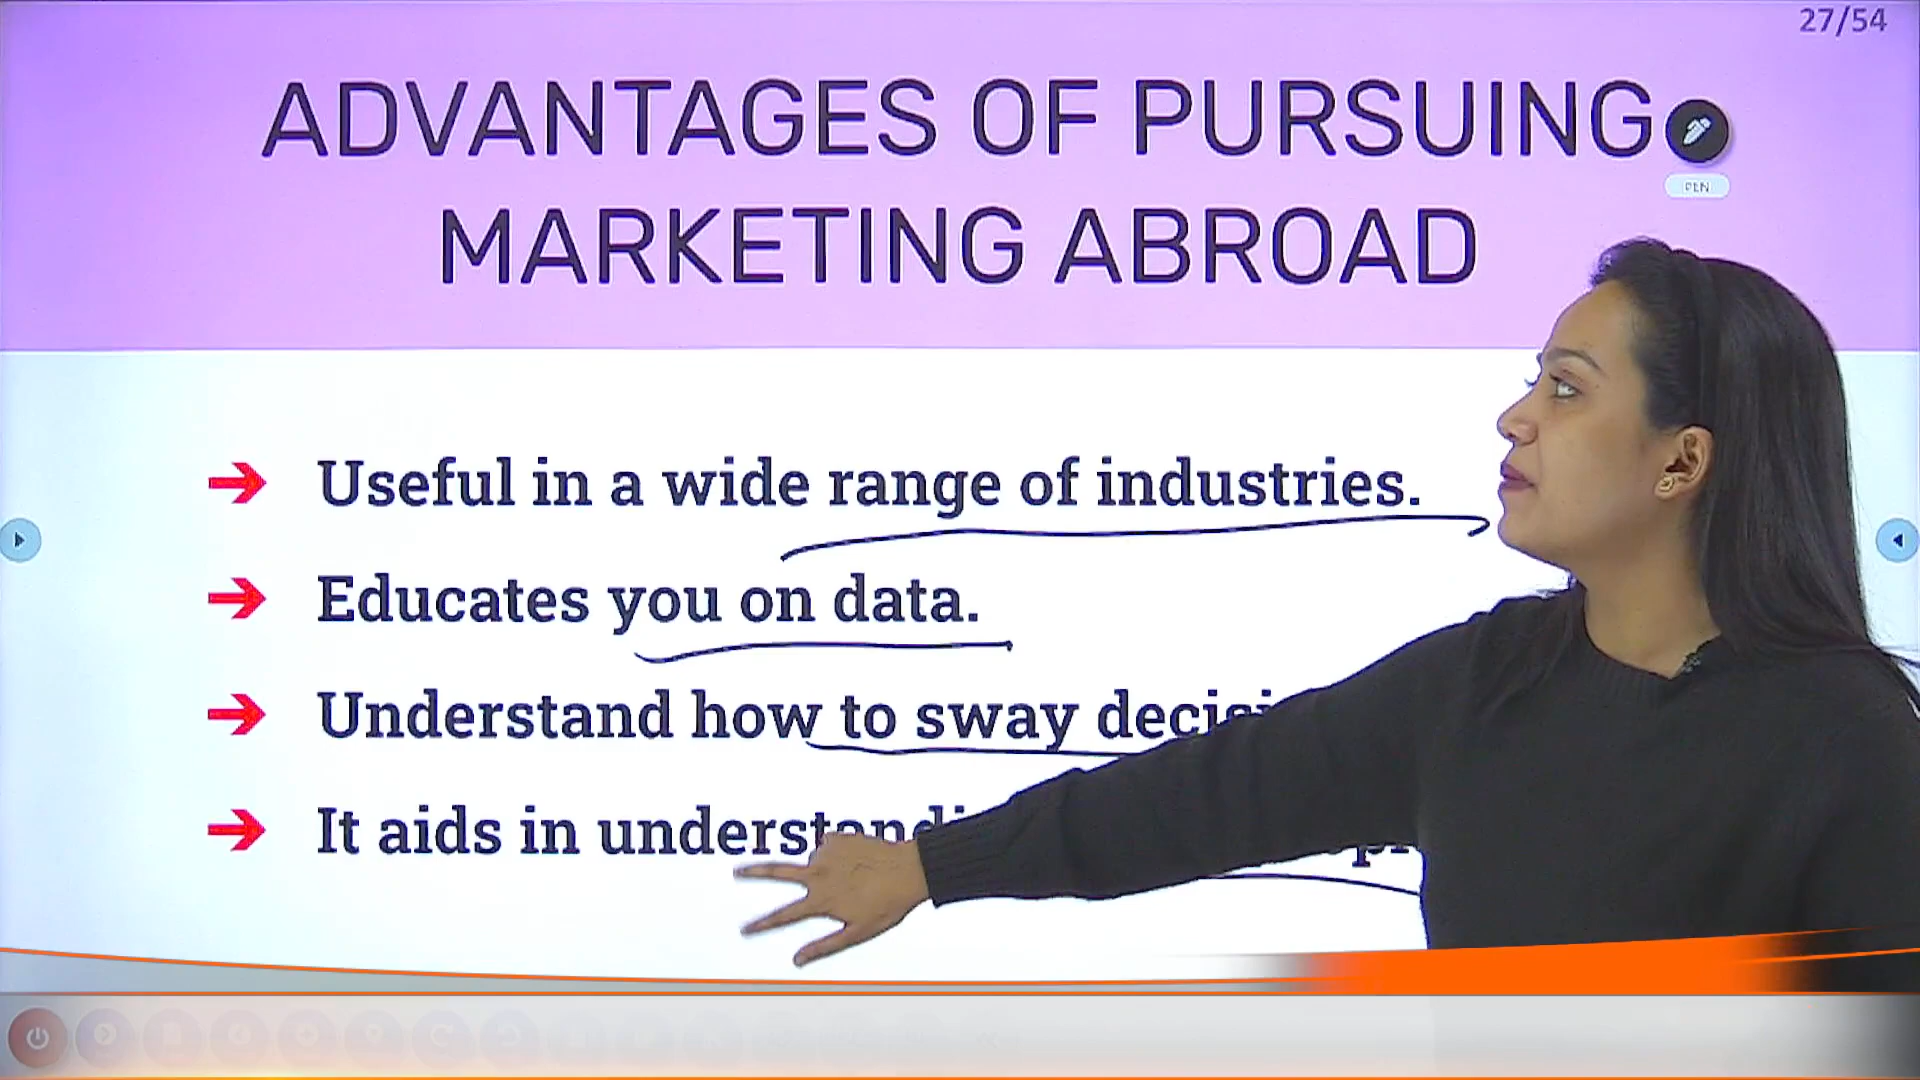 27/54
ADVANTAGES OF PURSUING
MARKETING ABROAD
PEN
Useful in a wide range of industries.
Educates you on data.
Understand how to sway
It aids in